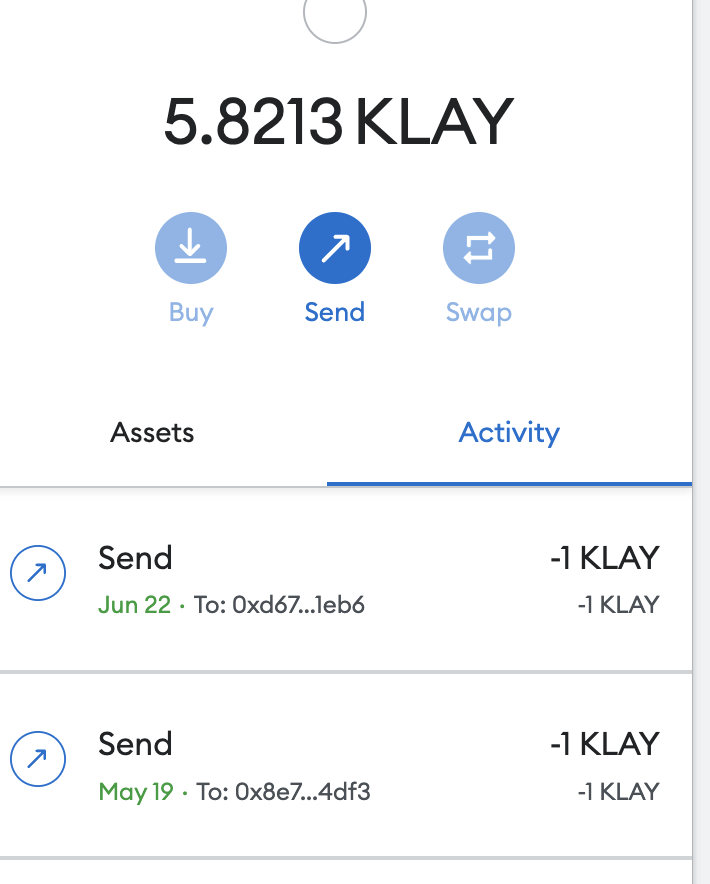 5.8213 KLAY
Buy Send Swap
Assets Activity
Send -1 KLAY
Jun 22 · To: 0xd67...1eb6 -1 KLAY
Send -1 KLAY
May 19 · To: 0x8e7...4df3 -1 KLAY